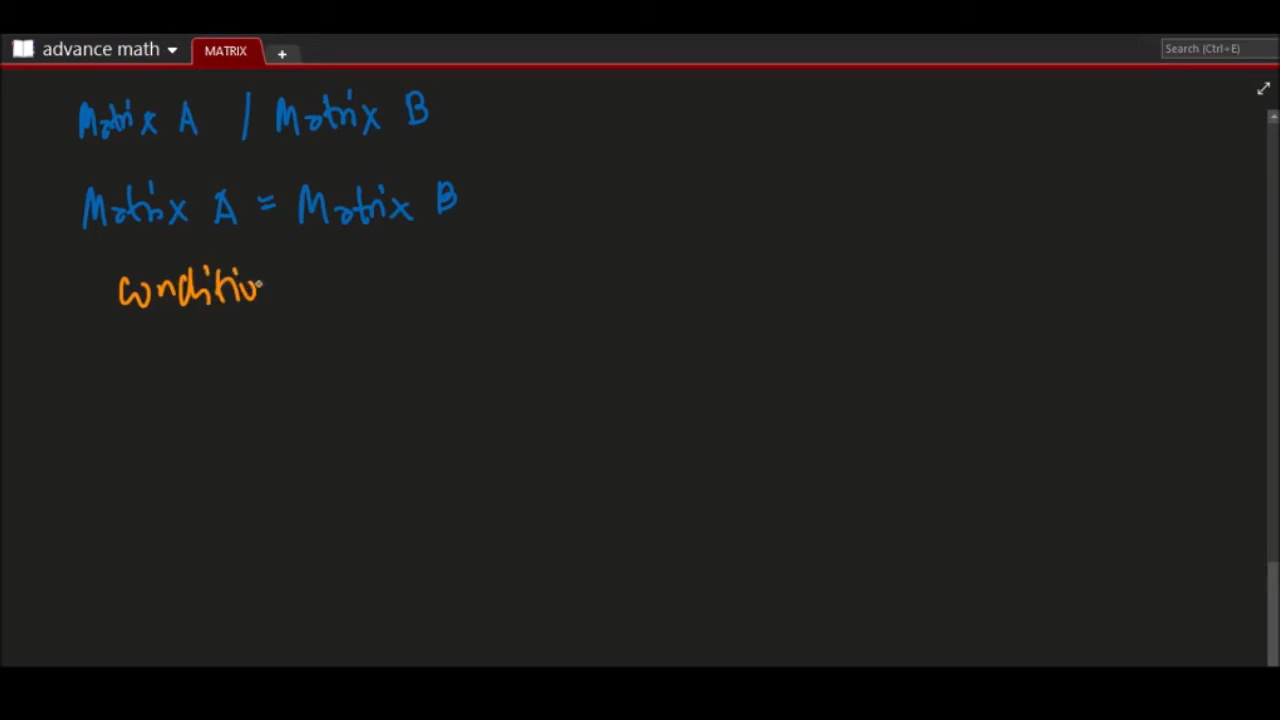 advance math
MATRIX
+
Search (Ctrl+E)
Matrix A / Matrix B
Matrix A = Matrix B
conditio